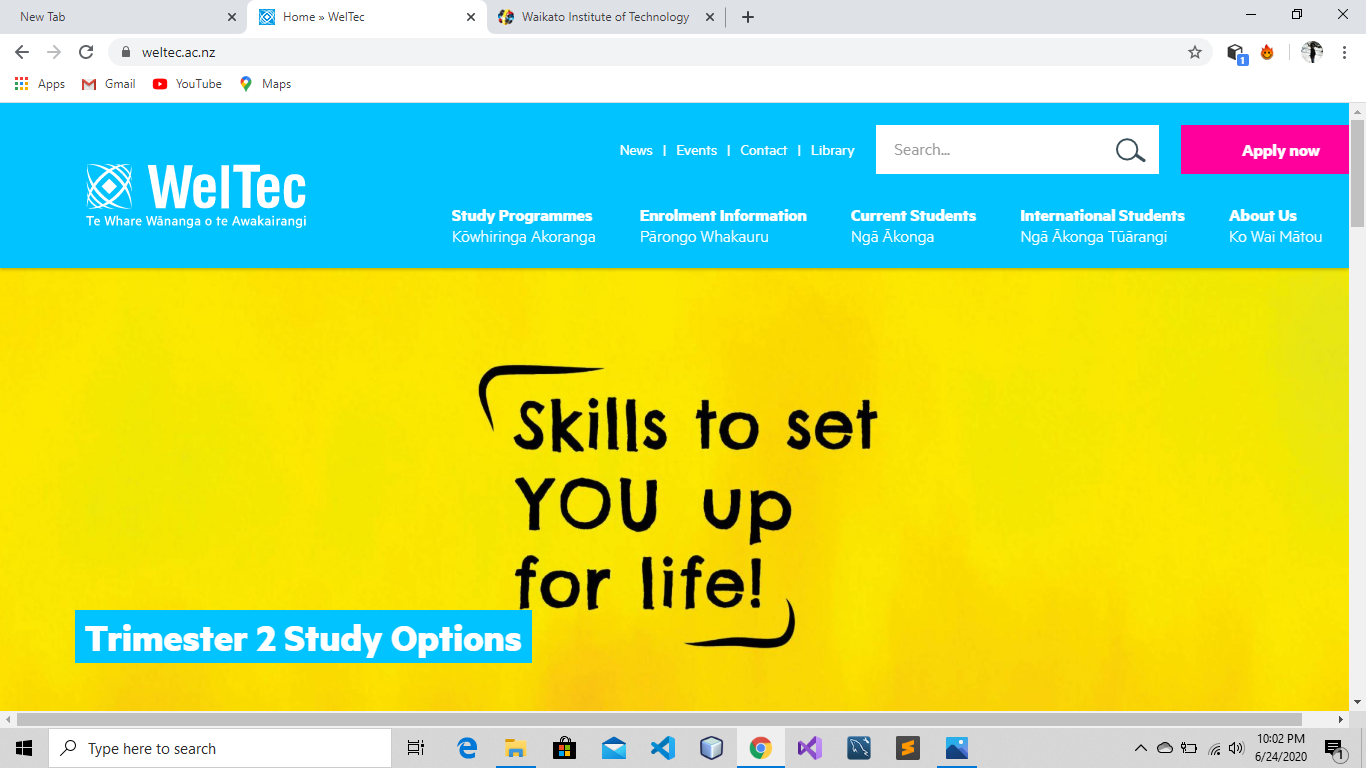 New Tab
Home » WelTec
Waikato Institute of Technology
weltec.ac.nz
1
Apps
Gmail
YouTube
Maps
News | Events | Contact | Library
Search...
Apply now
WelTec
Te Whare Wānanga o te Awakairangi
Study Programmes
Kōwhiringa Akoranga
Enrolment Information
Pārongo Whakauru
Current Students
Ngā Ākonga
International Students
Ngā Ākonga Tūārangi
About Us
Ko Wai Mātou
Skills to set
YOU up
for life!
Trimester 2 Study Options
Type here to search
10:02 PM
6/24/2020
1